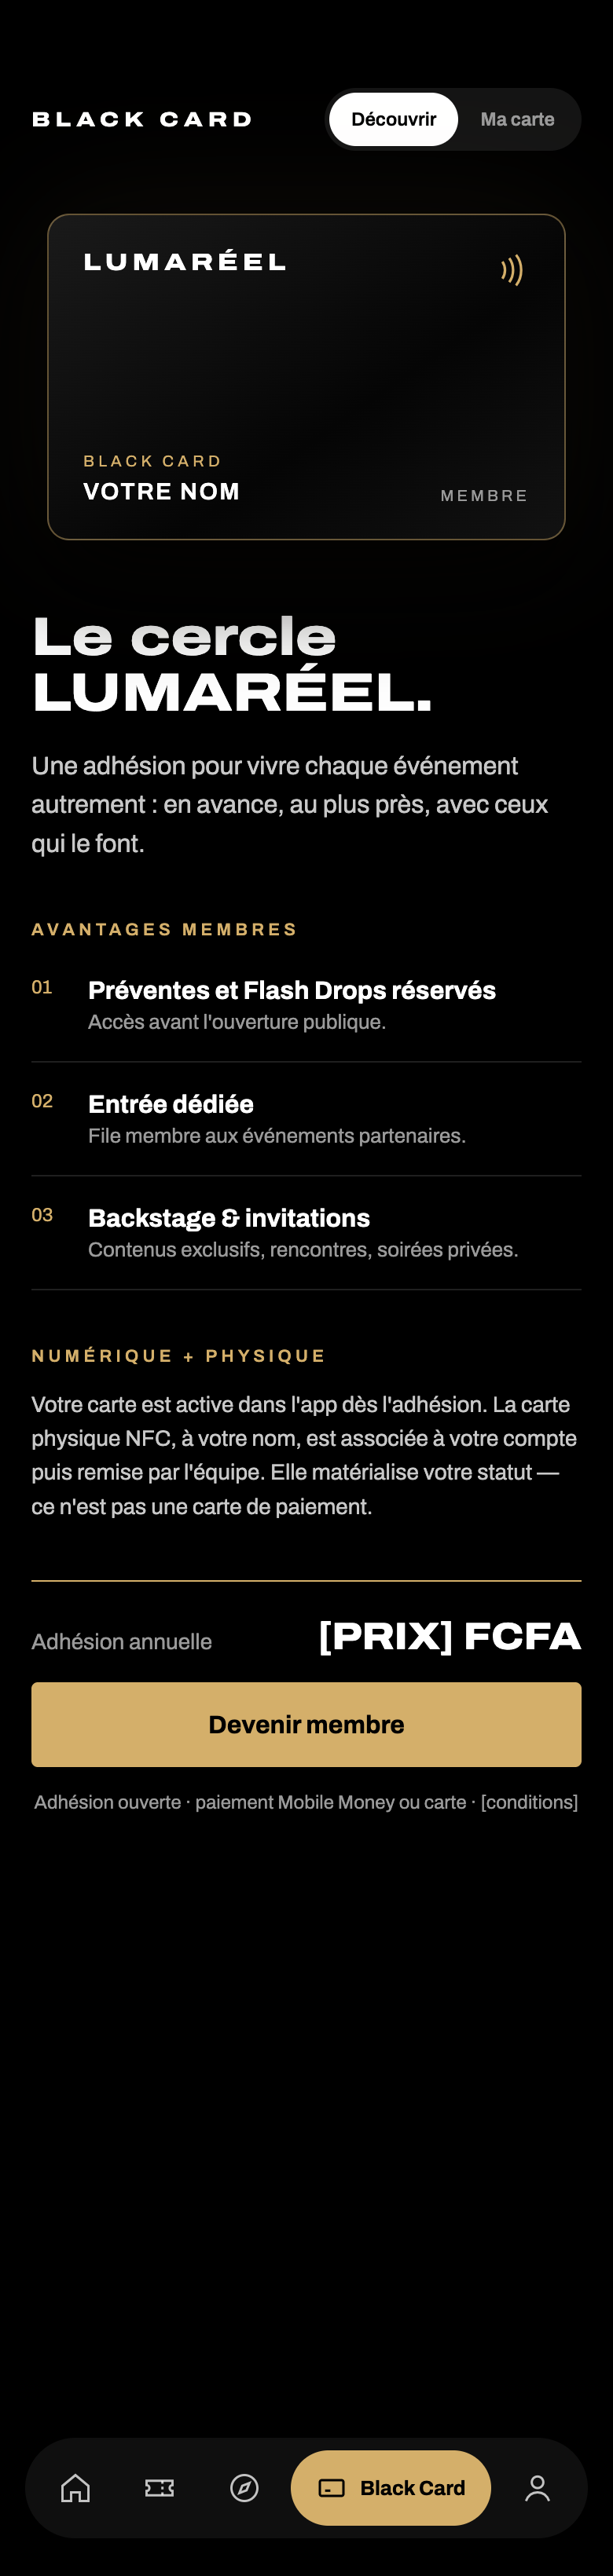 BLACK CARD
Découvrir
Ma carte
LUMARÉEL
BLACK CARD
VOTRE NOM
MEMBRE
Le cercle
LUMARÉEL.
Une adhésion pour vivre chaque événement
autrement : en avance, au plus près, avec ceux
qui le font.
AVANTAGES MEMBRES
01
Préventes et Flash Drops réservés
Accès avant l'ouverture publique.
02
Entrée dédiée
File membre aux événements partenaires.
03
Backstage & invitations
Contenus exclusifs, rencontres, soirées privées.
NUMÉRIQUE + PHYSIQUE
Votre carte est active dans l'app dès l'adhésion. La carte
physique NFC, à votre nom, est associée à votre compte
puis remise par l'équipe. Elle matérialise votre statut —
ce n'est pas une carte de paiement.
Adhésion annuelle
[PRIX] FCFA
Devenir membre
Adhésion ouverte · paiement Mobile Money ou carte · [conditions]
Black Card